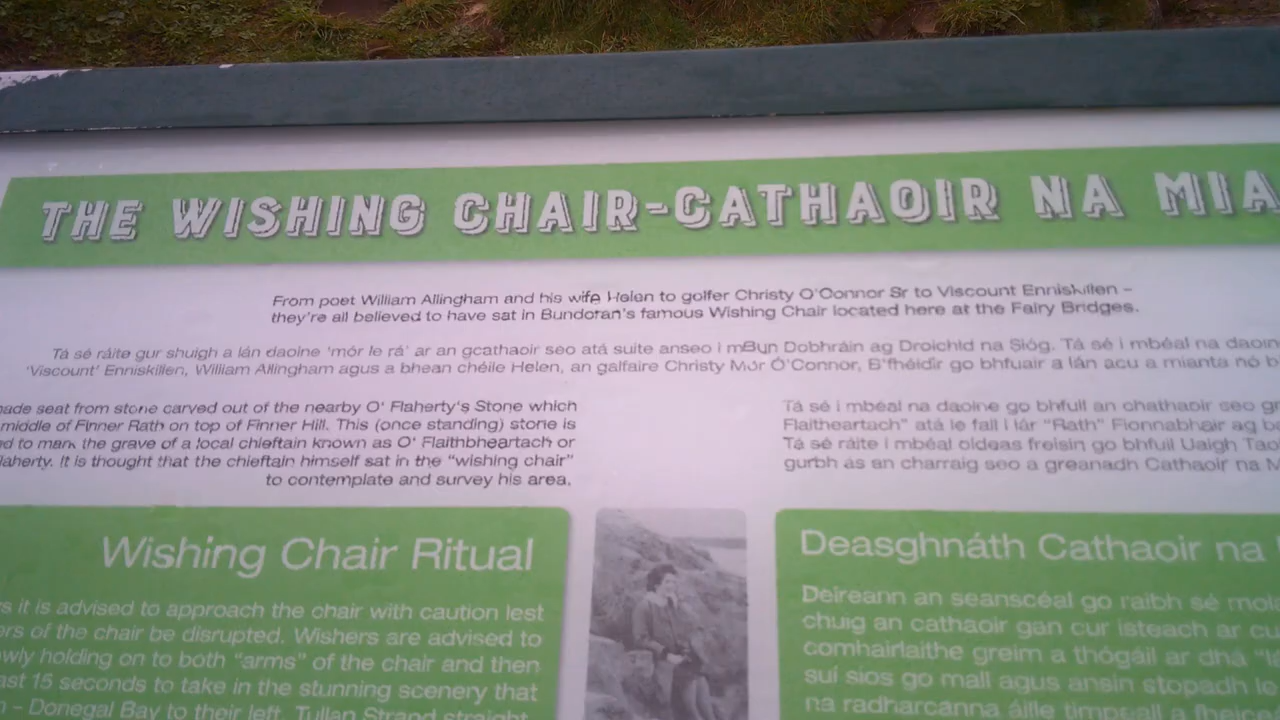 THE WISHING CHAIR-CATHAOIR NA MIA
From poet William Allingham and his wife Helen to golfer Christy O'Connor Sr to Viscount Enniskillen –
they're all believed to have sat in Bundoran's famous Wishing Chair located here at the Fairy Bridges.
Tá sé ráite gur shuigh a lán daoine 'mór le rá' ar an gcathaoir seo atá suite anseo i mBun Dobhráin ag Droichid na Sióg. Tá sé i mbéal na daoin
'Viscount' Enniskillen, William Allingham agus a bhean chéile Helen, an galfaire Christy Mór Ó'Connor, B'fhéidir go bhfuair a lán acu a mianta nó b
ade seat from stone carved out of the nearby O' Flaherty's Stone which
middle of Finner Rath on top of Finner Hill. This (once standing) stone is
ed to mark the grave of a local chieftain known as O' Flaithbheartach or
laherty. It is thought that the chieftain himself sat in the "wishing chair"
to contemplate and survey his area.
Tá sé i mbéal na daoine go bhfuil an chathaoir seo gr
Flaitheartach" atá le fáil i lár "Rath" Fionnabhair ag b
Tá sé ráite i mbéal oideas freisin go bhfuil Uaigh Tao
gurbh as an charraig seo a greanadh Cathaoir na M
Wishing Chair Ritual
s it is advised to approach the chair with caution lest
ers of the chair be disrupted. Wishers are advised to
wly holding on to both "arms" of the chair and then
ast 15 seconds to take in the stunning scenery that
– Donegal Bay to their left, Tullan Strand straight
Deasghnáth Cathaoir na
Deireann an seanscéal go raibh sé mol
chuig an cathaoir gan cur isteach ar cu
comhairlaithe greim a thógáil ar dhá "l
suí síos go mall agus ansin stopadh le
na radharcanna áille timpeall a fheice